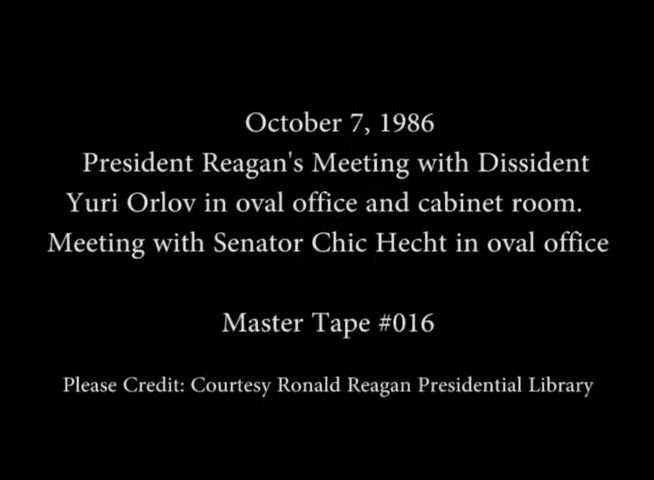 October 7, 1986
President Reagan's Meeting with Dissident
Yuri Orlov in oval office and cabinet room.
Meeting with Senator Chic Hecht in oval office
Master Tape #016
Please Credit: Courtesy Ronald Reagan Presidential Library